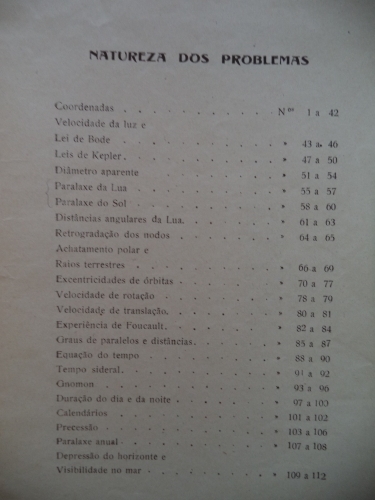 NATUREZA DOS PROBLEMAS
Coordenadas . . . . . . . . . Nos 1 a 42
Velocidade da luz e
Lei de Bode . . . . . . . . . » 43 a 46
Leis de Kepler . . . . . . . . . » 47 a 50
Diâmetro aparente . . . . . . . . » 51 a 54
Paralaxe da Lua . . . . . . . . . » 55 a 57
Paralaxe do Sol . . . . . . . . . » 58 a 60
Distâncias angulares da Lua . . . . . . » 61 a 63
Retrogradação dos nodos . . . . . . . » 64 a 65
Achatamento polar e
Raios terrestres . . . . . . . . » 66 a 69
Excentricidades de órbitas . . . . . . » 70 a 77
Velocidade de rotação . . . . . . . » 78 a 79
Velocidade de translação . . . . . . . » 80 a 81
Experiência de Foucault . . . . . . . » 82 a 84
Graus de paralelos e distâncias . . . . . » 85 a 87
Equação do tempo . . . . . . . . » 88 a 90
Tempo sideral . . . . . . . . . » 91 a 92
Gnomon . . . . . . . . . . » 93 a 96
Duração do dia e da noite . . . . . . . » 97 a 100
Calendários . . . . . . . . . » 101 a 102
Precessão . . . . . . . . . . » 103 a 106
Paralaxe anual . . . . . . . . . » 107 a 108
Depressão do horizonte e
Visibilidade no mar . . . . . . . . » 109 a 112